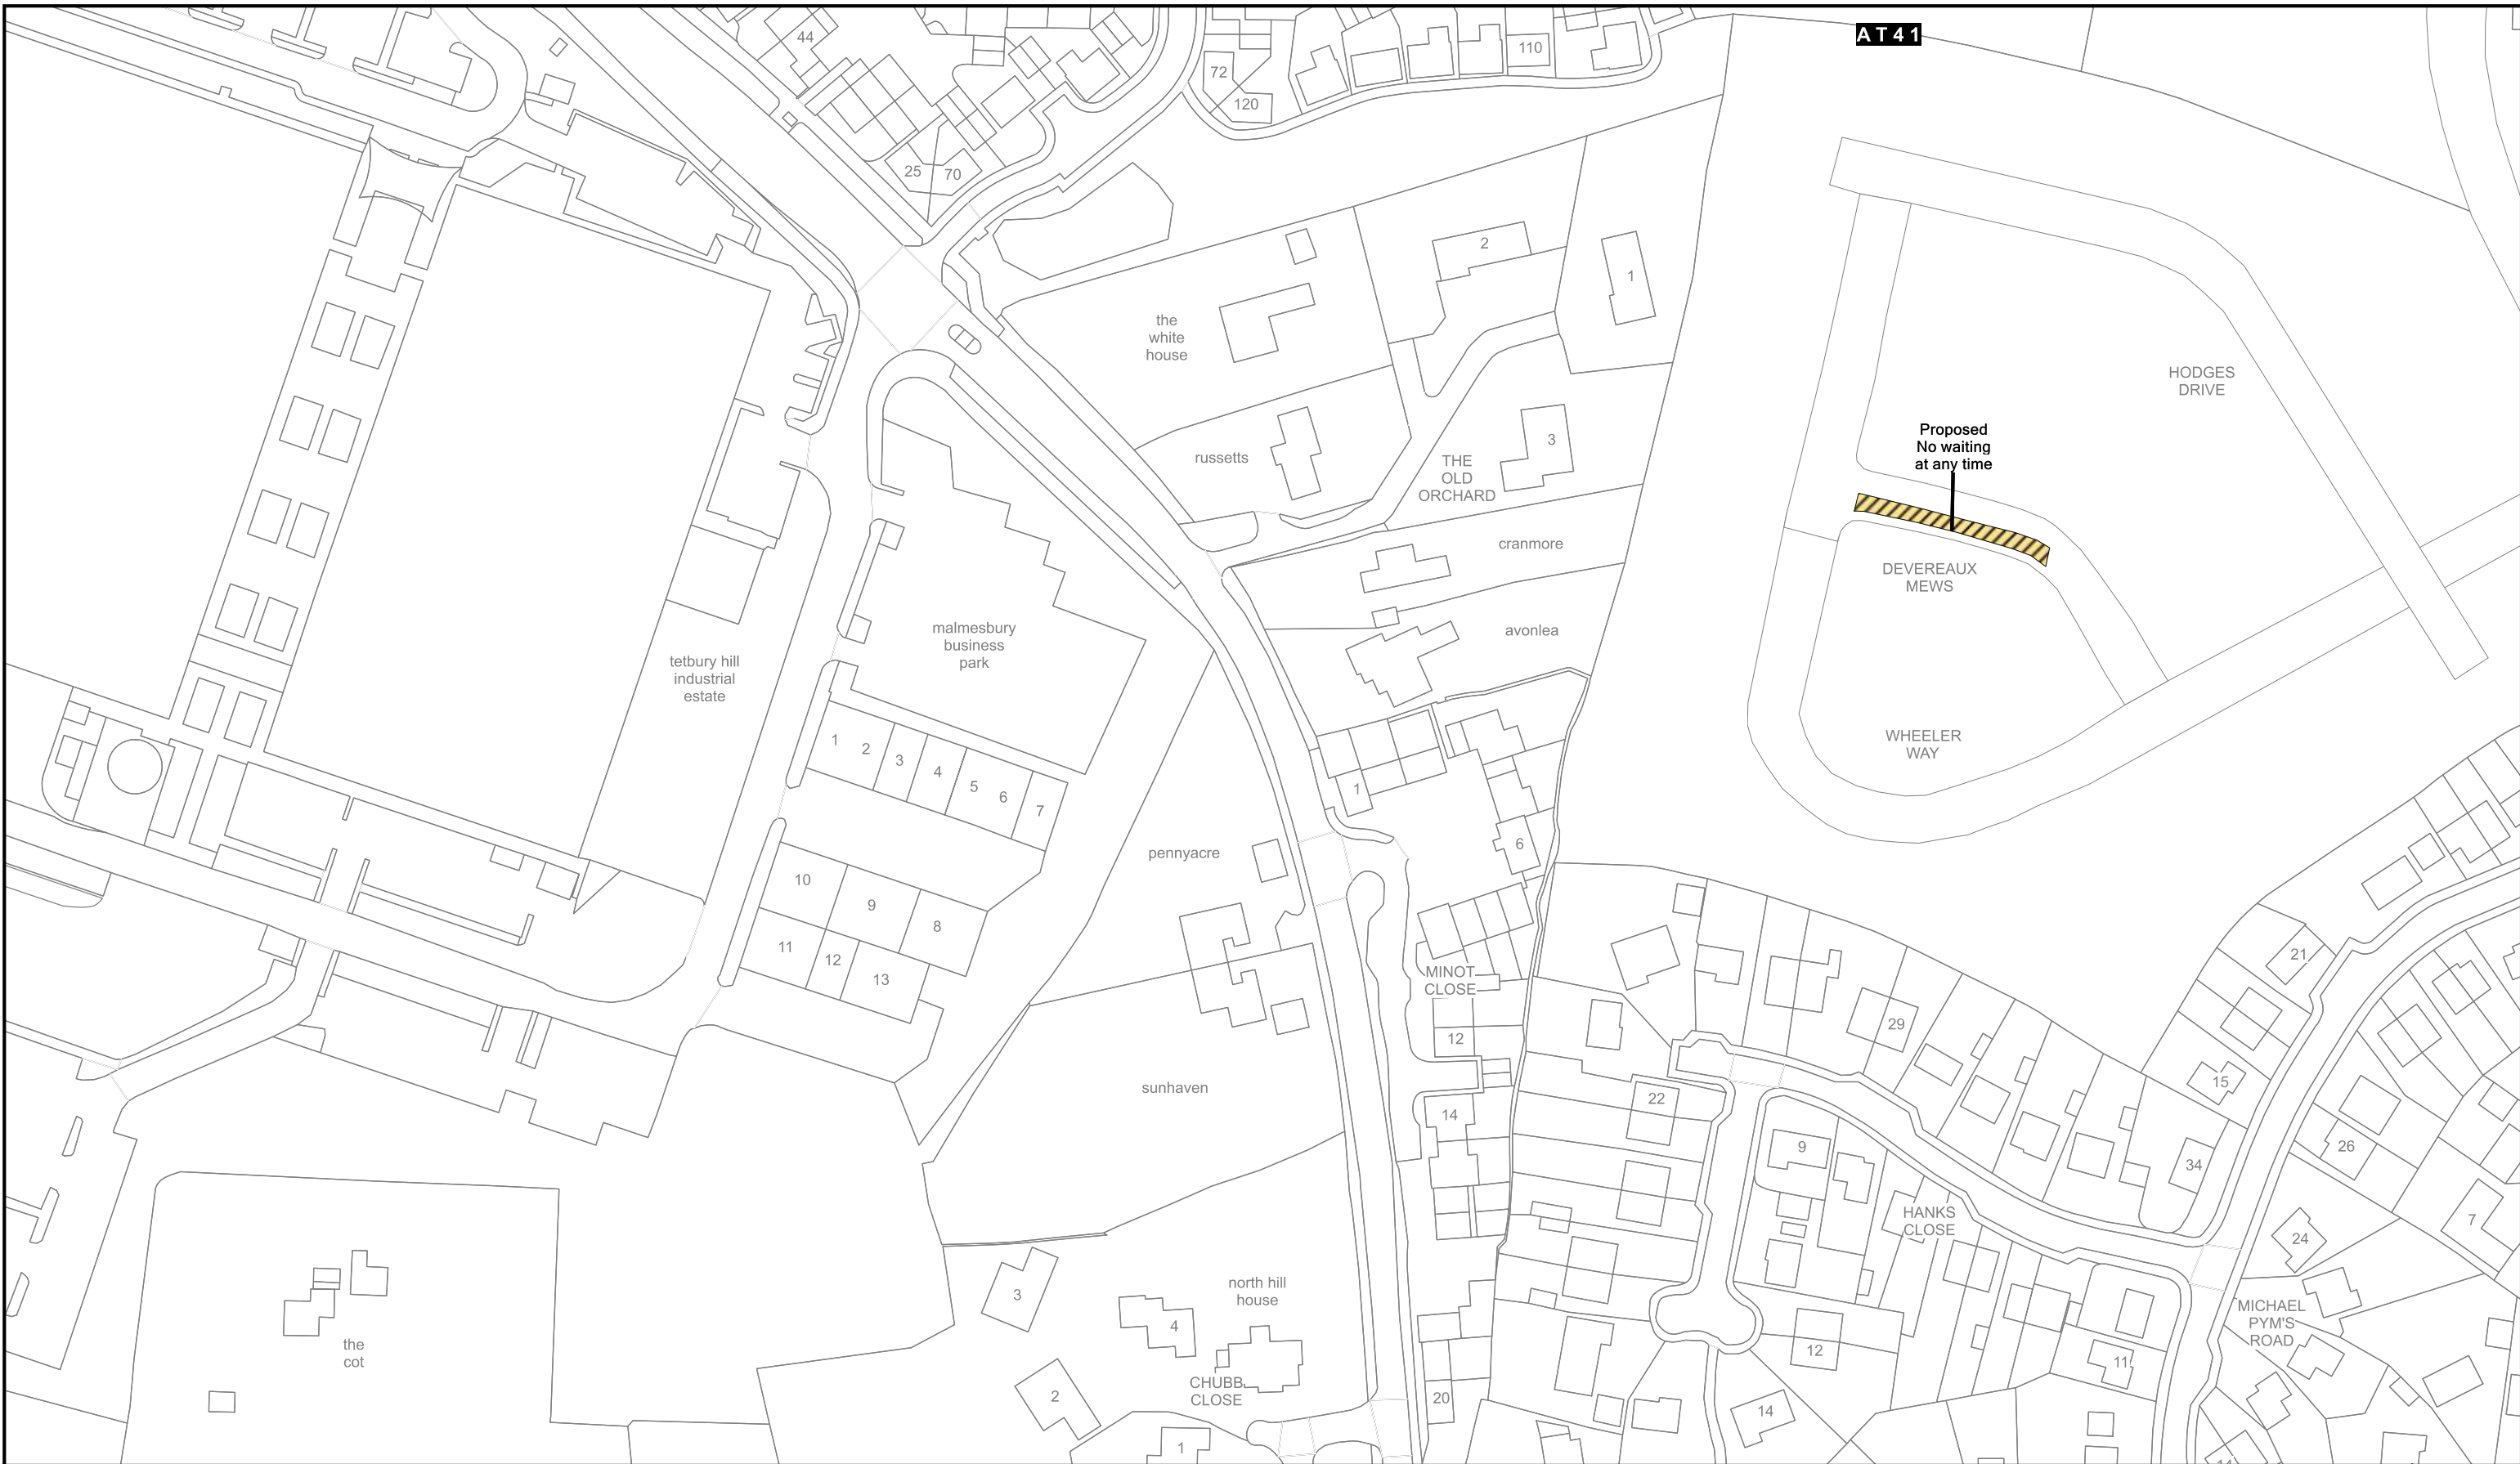 AT41
44
110
72
120
25
70
2
1
the
white
house
HODGES
DRIVE
Proposed
No waiting
at any time
russetts
THE
OLD
ORCHARD
3
cranmore
DEVEREAUX
MEWS
avonlea
malmesbury
business
park
tetbury hill
industrial
estate
1
2
3
4
5
6
7
1
6
WHEELER
WAY
pennyacre
10
9
8
11
12
13
MINOT
CLOSE
12
29
21
15
sunhaven
14
22
9
34
26
HANKS
CLOSE
24
7
north hill
house
3
4
the
cot
MICHAEL
PYM'S
ROAD
12
11
CHUBB
CLOSE
2
20
14
1